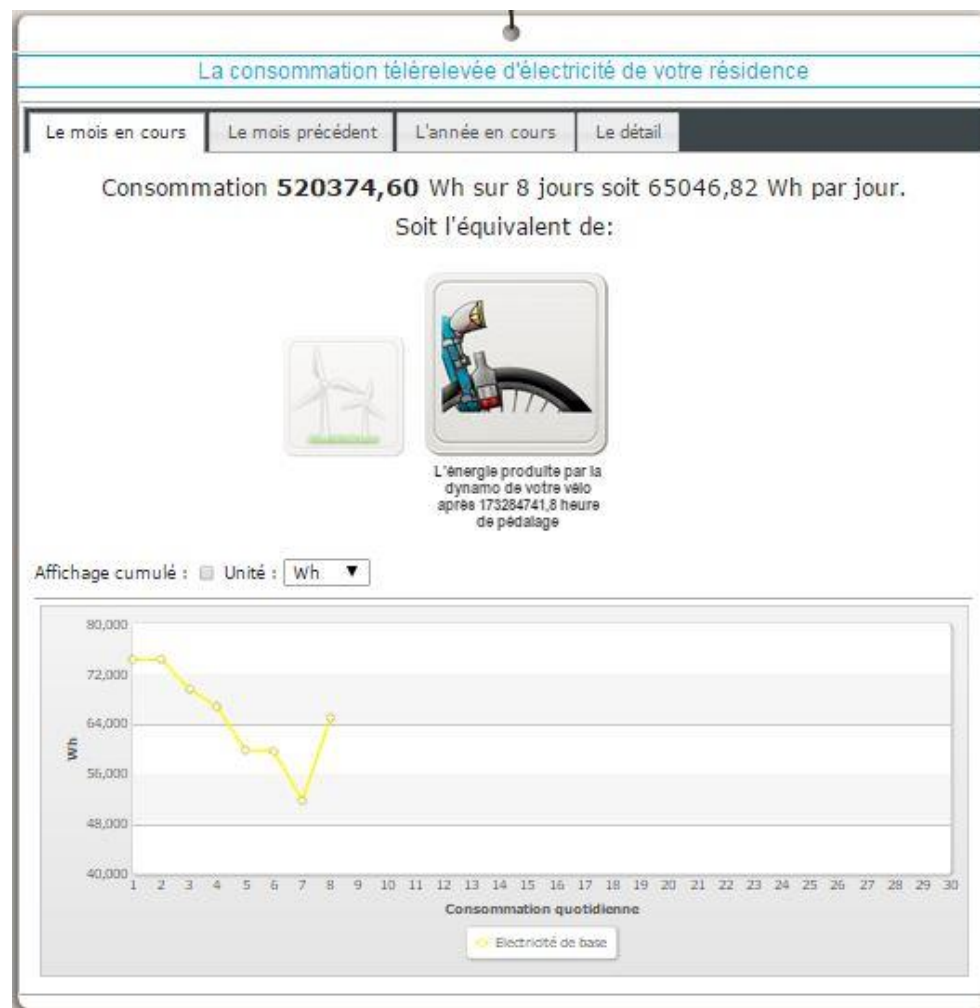 La consommation télérelevée d'électricité de votre résidence
Le mois en cours Le mois précédent L'année en cours Le détail
Consommation 520374,60 Wh sur 8 jours soit 65046,82 Wh par jour.
Soit l'équivalent de:
L'énergie produite par la
dynamo de votre vélo
après 173284741,8 heure
de pédalage
Affichage cumulé : Unité : Wh ▼
80,000
72,000
64,000
Wh
56,000
48,000
40,000
1 2 3 4 5 6 7 8 9 10 11 12 13 14 15 16 17 18 19 20 21 22 23 24 25 26 27 28 29 30
Consommation quotidienne
Electricité de base